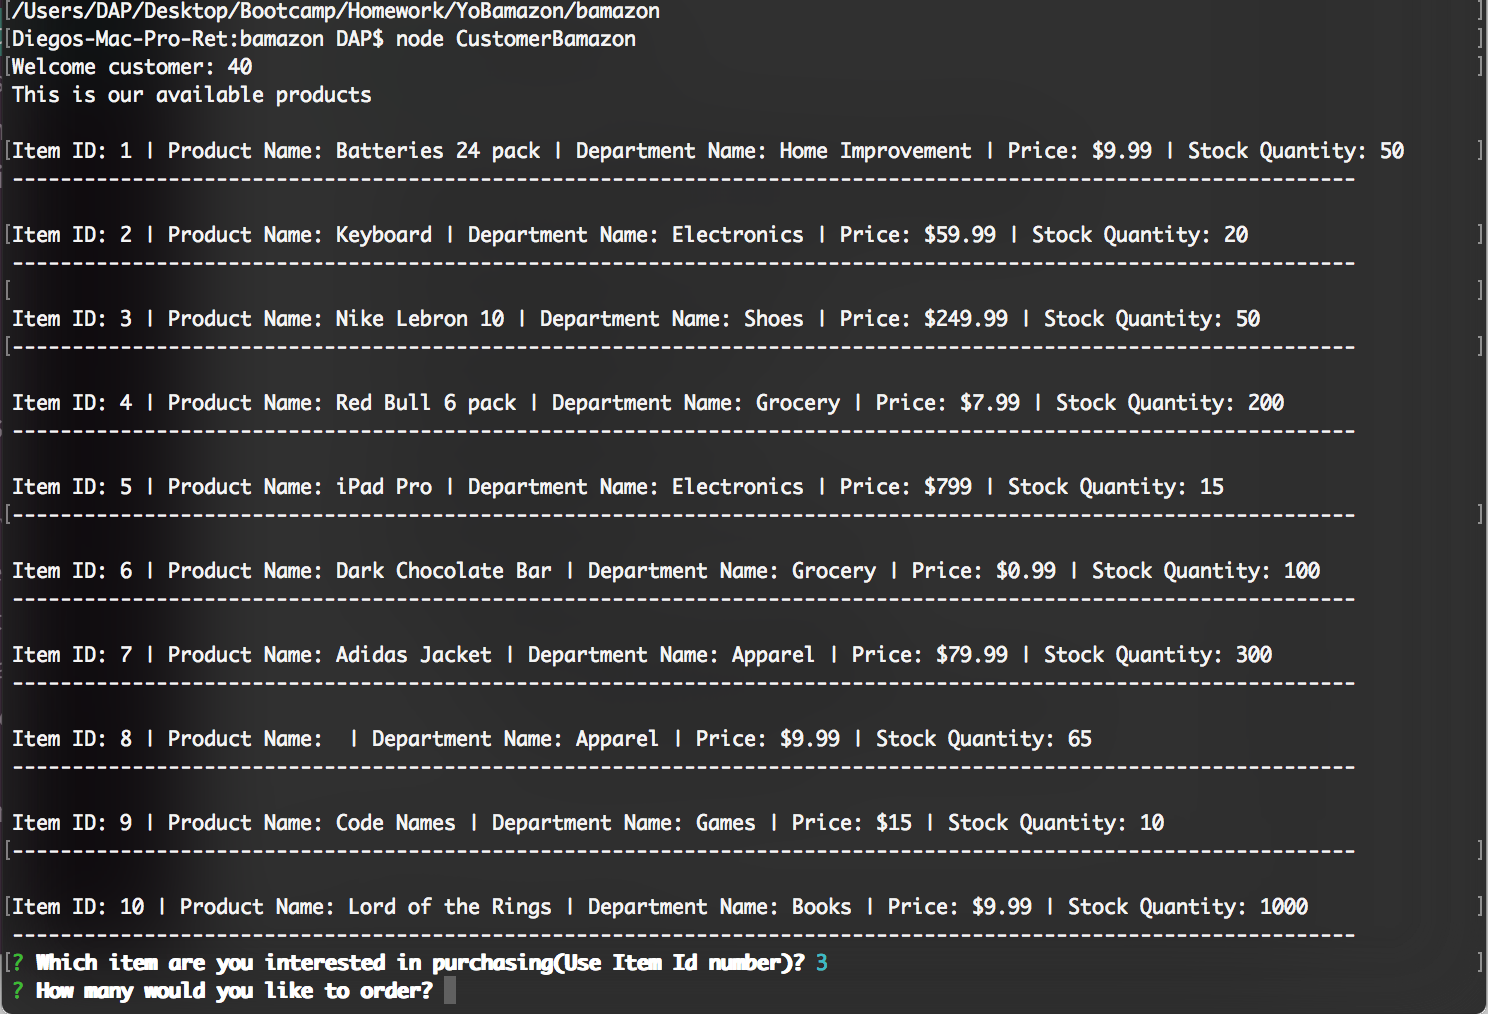 [/Users/DAP/Desktop/Bootcamp/Homework/YoBamazon/bamazon ]
[Diegos-Mac-Pro-Ret:bamazon DAP$ node CustomerBamazon ]
[Welcome customer: 40 ]
This is our available products
[Item ID: 1 | Product Name: Batteries 24 pack | Department Name: Home Improvement | Price: $9.99 | Stock Quantity: 50 ]
----------------------------------------------------------------------------------------------------------------
[Item ID: 2 | Product Name: Keyboard | Department Name: Electronics | Price: $59.99 | Stock Quantity: 20 ]
----------------------------------------------------------------------------------------------------------------
[ ]
Item ID: 3 | Product Name: Nike Lebron 10 | Department Name: Shoes | Price: $249.99 | Stock Quantity: 50
[---------------------------------------------------------------------------------------------------------------- ]
Item ID: 4 | Product Name: Red Bull 6 pack | Department Name: Grocery | Price: $7.99 | Stock Quantity: 200
----------------------------------------------------------------------------------------------------------------
Item ID: 5 | Product Name: iPad Pro | Department Name: Electronics | Price: $799 | Stock Quantity: 15
[---------------------------------------------------------------------------------------------------------------- ]
Item ID: 6 | Product Name: Dark Chocolate Bar | Department Name: Grocery | Price: $0.99 | Stock Quantity: 100
----------------------------------------------------------------------------------------------------------------
Item ID: 7 | Product Name: Adidas Jacket | Department Name: Apparel | Price: $79.99 | Stock Quantity: 300
----------------------------------------------------------------------------------------------------------------
Item ID: 8 | Product Name:  | Department Name: Apparel | Price: $9.99 | Stock Quantity: 65
----------------------------------------------------------------------------------------------------------------
Item ID: 9 | Product Name: Code Names | Department Name: Games | Price: $15 | Stock Quantity: 10
[---------------------------------------------------------------------------------------------------------------- ]
[Item ID: 10 | Product Name: Lord of the Rings | Department Name: Books | Price: $9.99 | Stock Quantity: 1000 ]
----------------------------------------------------------------------------------------------------------------
[? Which item are you interested in purchasing(Use Item Id number)? 3 ]
? How many would you like to order?